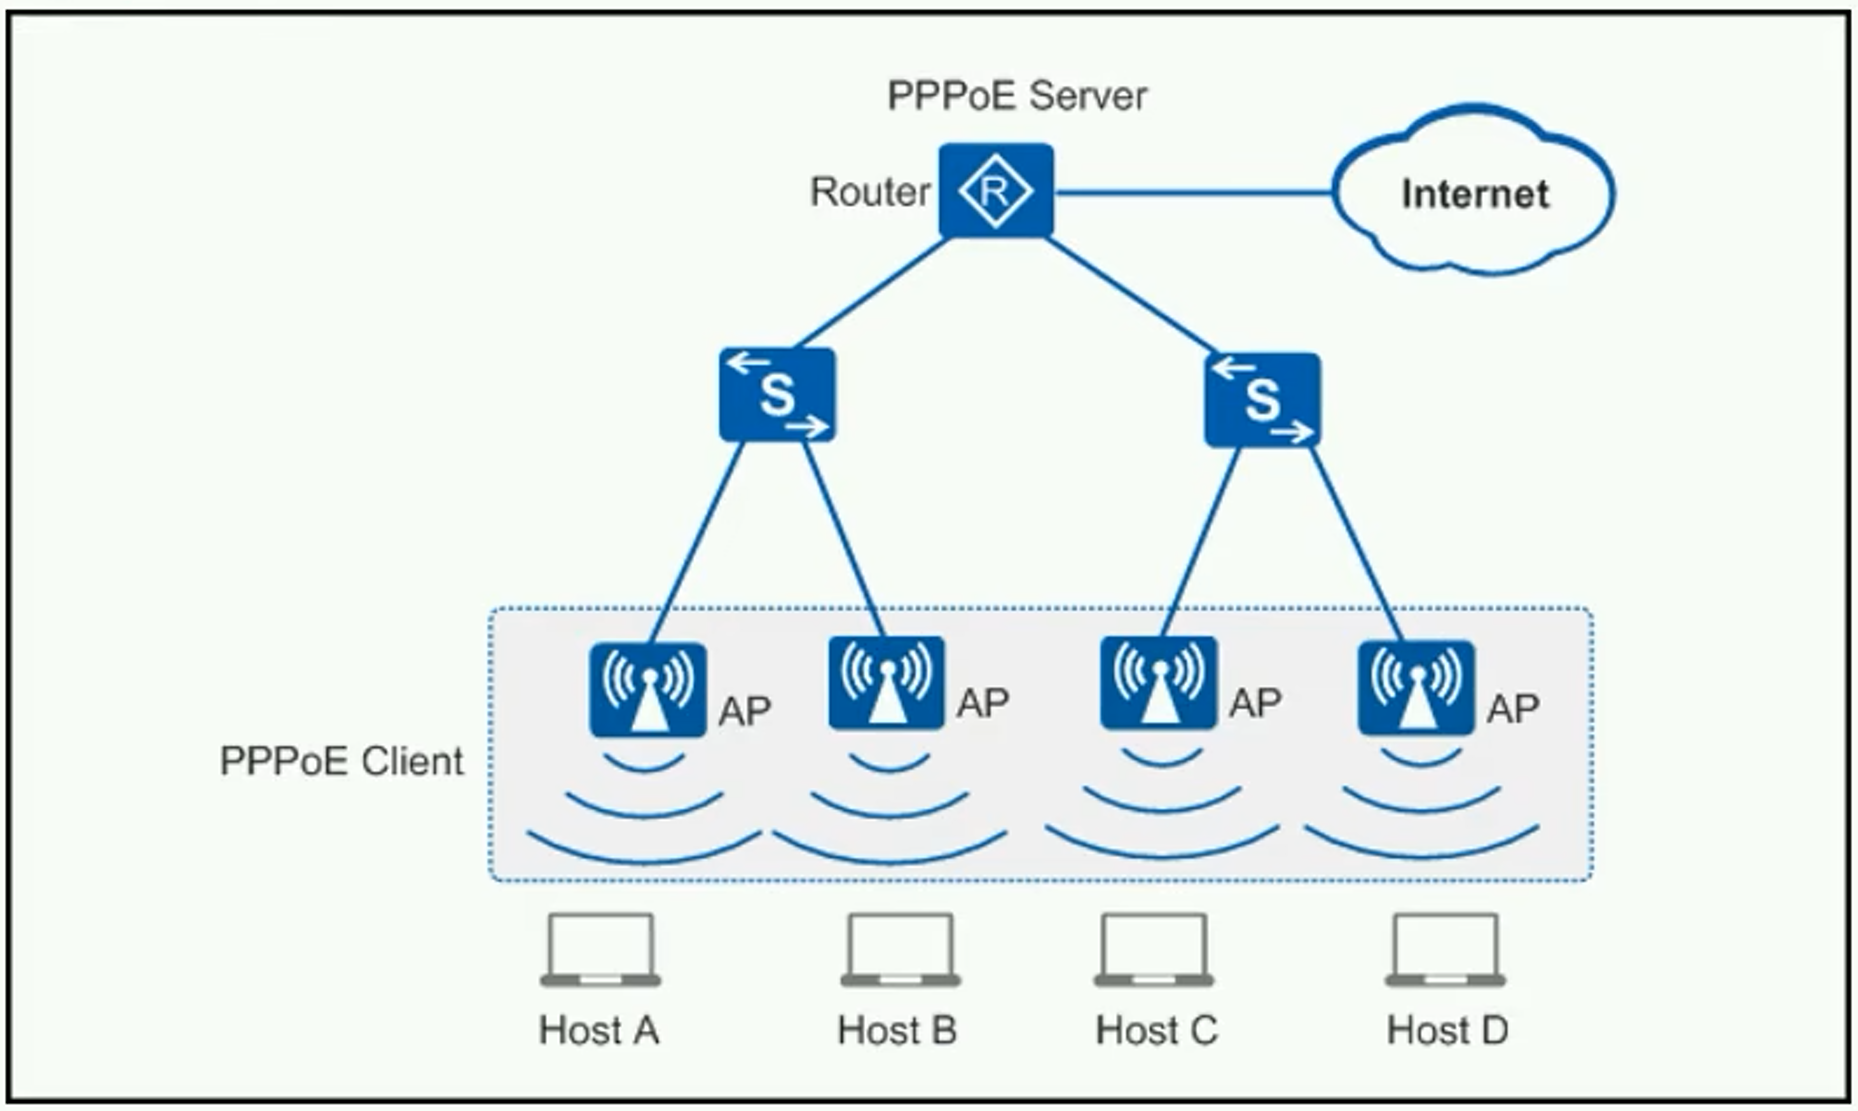 PPPoE Server
Router
R
Internet
S
S
AP
AP
AP
AP
PPPoE Client
Host A
Host B
Host C
Host D